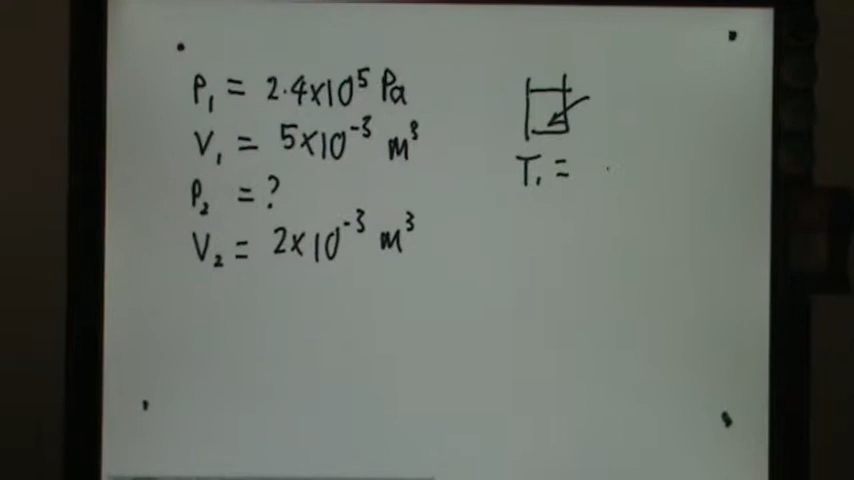 P₁ = 2.4×10⁵ Pa
V₁ = 5×10⁻³ m³
P₂ = ?
V₂ = 2×10⁻³ m³
T₁ =